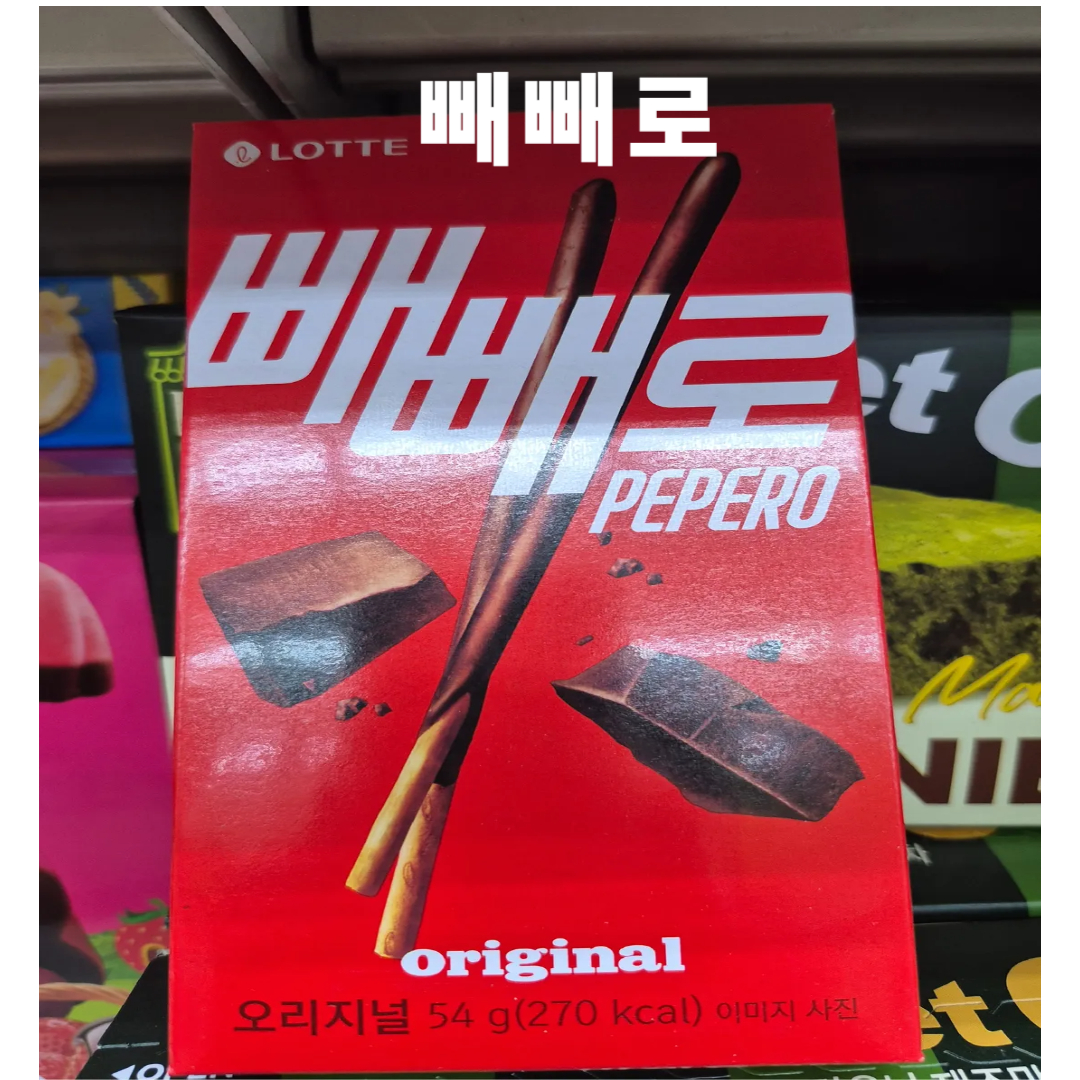 빼빼로
LOTTE
빼빼로
PEPERO
original
오리지널 54 g(270 kcal) 이미지 사진
et